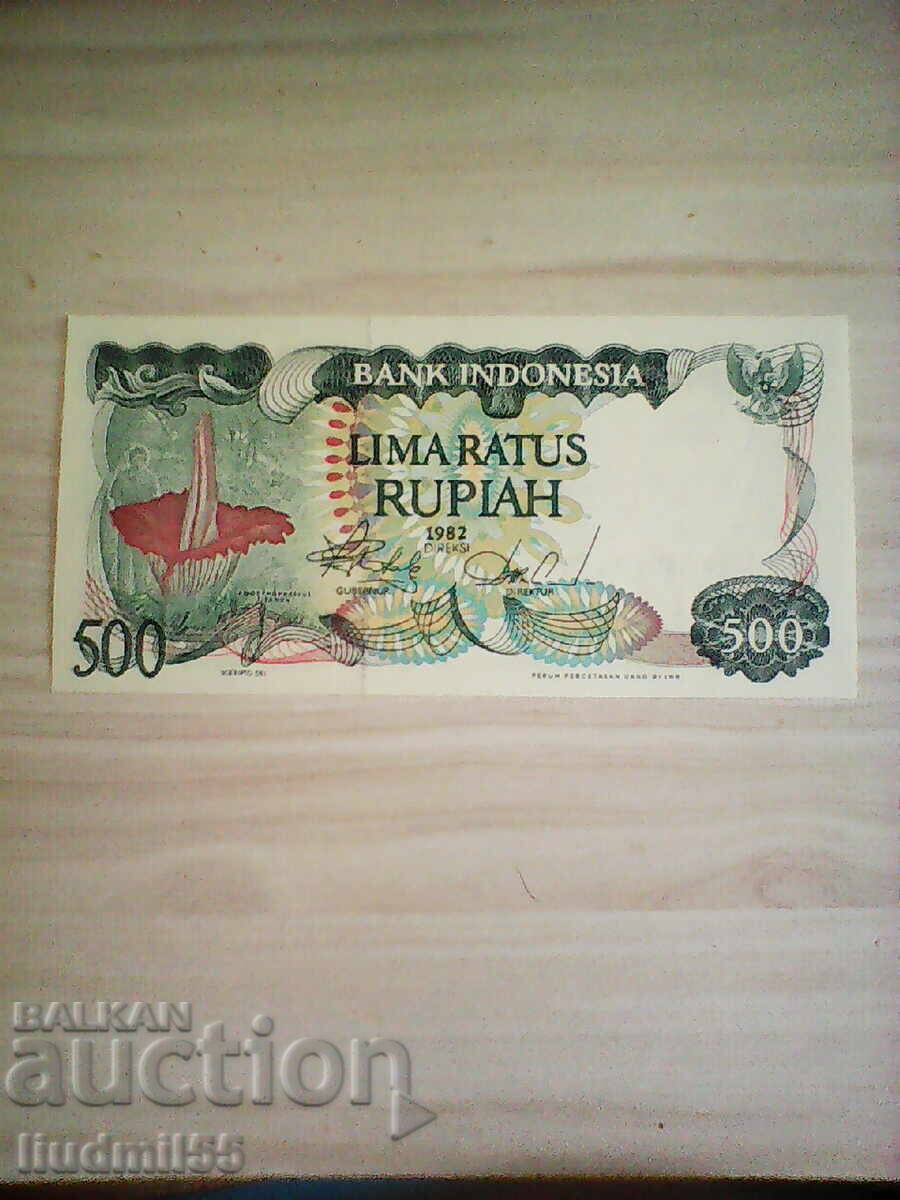 BANK INDONESIA
LIMA RATUS
RUPIAH
1982
DIREKSI
GUBERNUR
DIREKTUR
500
500
BALKAN
auction
liudmil55